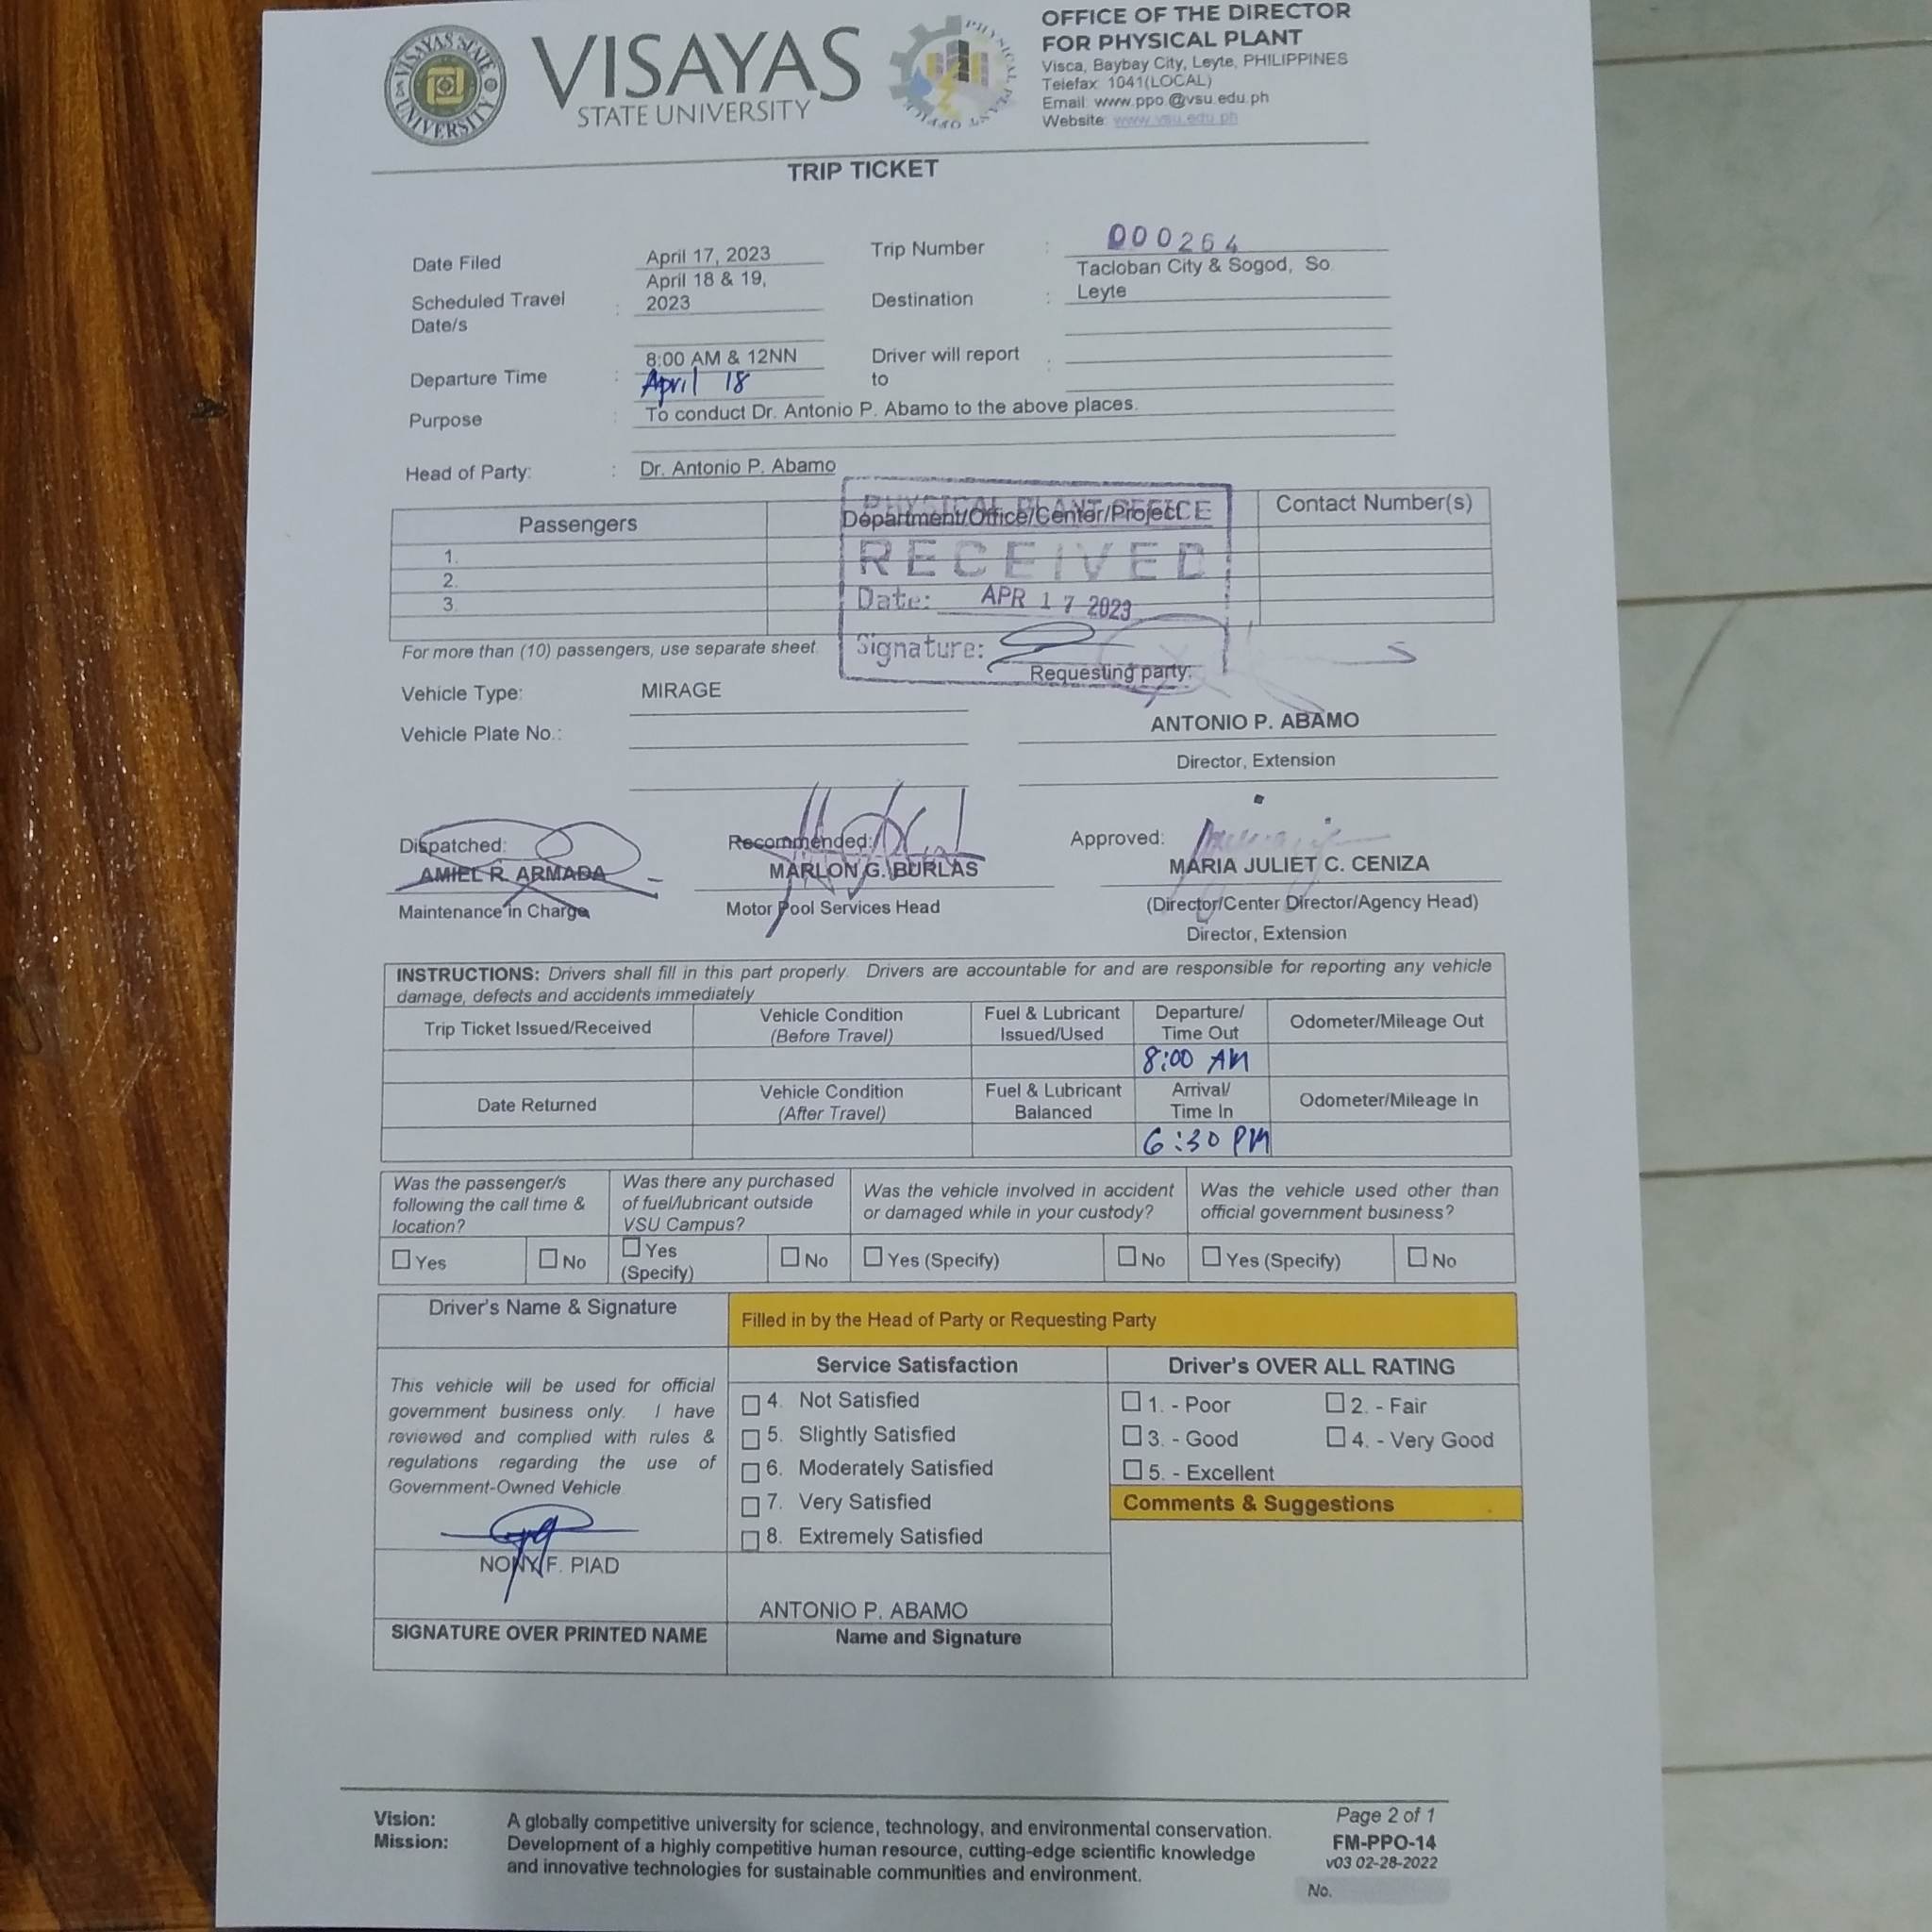 VISAYAS
STATE UNIVERSITY
VISAYAS STATE UNIVERSITY
OFFICE OF THE DIRECTOR
FOR PHYSICAL PLANT
Visca, Baybay City, Leyte, PHILIPPINES
Telefax: 1041(LOCAL)
Email: www.ppo @vsu.edu.ph
Website: www.vsu.edu.ph
TRIP TICKET
Date Filed April 17, 2023 Trip Number : 000264
Scheduled Travel Date/s : April 18 & 19, 2023 Destination : Tacloban City & Sogod, So. Leyte
Departure Time : 8:00 AM & 12NN Driver will report to :
April 18
Purpose : To conduct Dr. Antonio P. Abamo to the above places.
Head of Party: : Dr. Antonio P. Abamo
Passengers Department/Office/Center/Project Contact Number(s)
1.
2.
3.
PHYSICAL PLANT OFFICE
RECEIVED
Date: APR 17 2023
Signature:
For more than (10) passengers, use separate sheet.
Requesting party:
Vehicle Type: MIRAGE
Vehicle Plate No.:
ANTONIO P. ABAMO
Director, Extension
Dispatched: Recommended: Approved:
AMIEL R. ARMADA MARLON G. BURLAS MARIA JULIET C. CENIZA
Maintenance in Charge Motor Pool Services Head (Director/Center Director/Agency Head)
Director, Extension
INSTRUCTIONS: Drivers shall fill in this part properly. Drivers are accountable for and are responsible for reporting any vehicle
damage, defects and accidents immediately
Trip Ticket Issued/Received Vehicle Condition (Before Travel) Fuel & Lubricant Issued/Used Departure/ Time Out Odometer/Mileage Out
8:00 AM
Date Returned Vehicle Condition (After Travel) Fuel & Lubricant Balanced Arrival/ Time In Odometer/Mileage In
6:30 PM
Was the passenger/s following the call time & location? Was there any purchased of fuel/lubricant outside VSU Campus? Was the vehicle involved in accident or damaged while in your custody? Was the vehicle used other than official government business?
Yes No Yes (Specify) No Yes (Specify) No Yes (Specify) No
Driver's Name & Signature Filled in by the Head of Party or Requesting Party
Service Satisfaction Driver's OVER ALL RATING
This vehicle will be used for official
government business only. I have
reviewed and complied with rules &
regulations regarding the use of
Government-Owned Vehicle
4. Not Satisfied
5. Slightly Satisfied
6. Moderately Satisfied
7. Very Satisfied
8. Extremely Satisfied
1. - Poor 2. - Fair
3. - Good 4. - Very Good
5. - Excellent
Comments & Suggestions
NONY F. PIAD
ANTONIO P. ABAMO
SIGNATURE OVER PRINTED NAME Name and Signature
Vision: A globally competitive university for science, technology, and environmental conservation.
Mission: Development of a highly competitive human resource, cutting-edge scientific knowledge
and innovative technologies for sustainable communities and environment.
Page 2 of 1
FM-PPO-14
v03 02-28-2022
No.